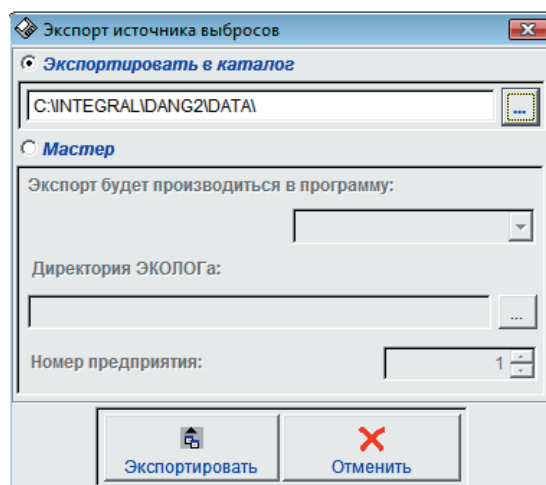 Экспорт источника выбросов
Экспортировать в каталог
C:\INTEGRAL\DANG2\DATA\
...
Мастер
Экспорт будет производиться в программу:
Директория ЭКОЛОГа:
...
Номер предприятия:
1
Экспортировать
Отменить